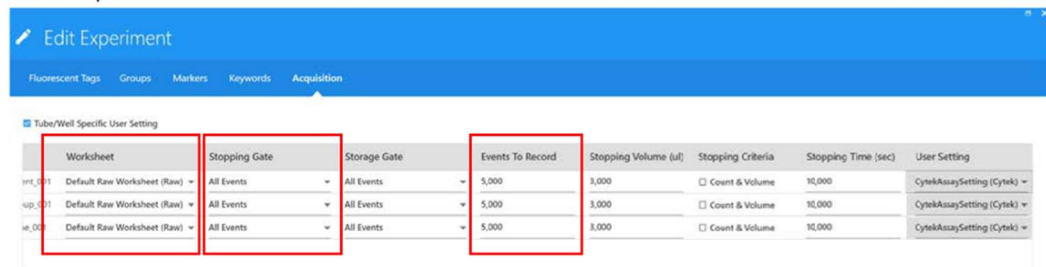 Edit Experiment
Fluorescent Tags Groups Markers Keywords Acquisition
Tube/Well Specific User Setting
Worksheet Stopping Gate Storage Gate Events To Record Stopping Volume (ul) Stopping Criteria Stopping Time (sec) User Setting
ent_001 Default Raw Worksheet (Raw) All Events All Events 5,000 3,000 Count & Volume 10,000 CytekAssaySetting (Cytek)
oup_001 Default Raw Worksheet (Raw) All Events All Events 5,000 3,000 Count & Volume 10,000 CytekAssaySetting (Cytek)
e_001 Default Raw Worksheet (Raw) All Events All Events 5,000 3,000 Count & Volume 10,000 CytekAssaySetting (Cytek)